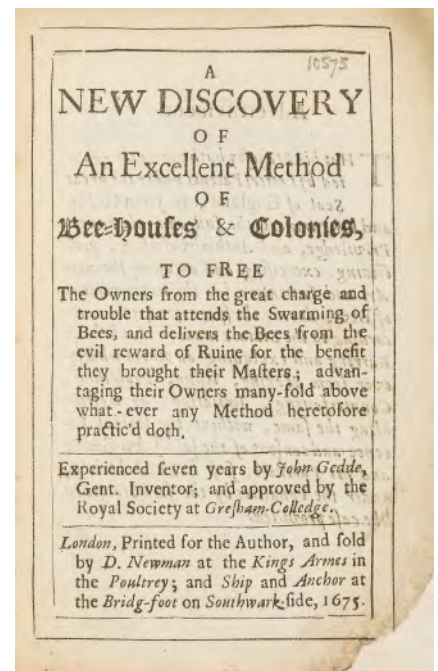 10575
A
NEW DISCOVERY
OF
An Excellent Method
OF
Bee-Houſes & Colonies,
TO FREE
The Owners from the great charge and
trouble that attends the Swarming of
Bees, and delivers the Bees from the
evil reward of Ruine for the benefit
they brought their Maſters; advan-
taging their Owners many-fold above
what-ever any Method heretofore
practic'd doth.
Experienced ſeven years by John Gedde,
Gent. Inventor; and approved by the
Royal Society at Greſham-Colledge.
London, Printed for the Author, and ſold
by D. Newman at the Kings Armes in
the Poultrey; and Ship and Anchor at
the Bridg-foot on Southwark-ſide, 1675.